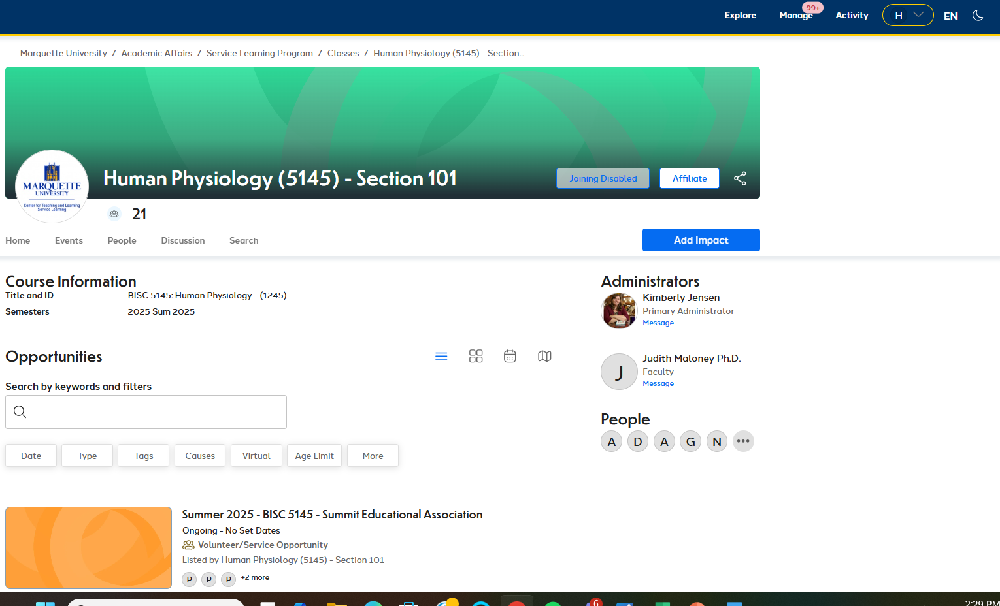 Explore
Manage
99+
Activity
H
EN
Marquette University / Academic Affairs / Service Learning Program / Classes / Human Physiology (5145) - Section...
MARQUETTE
UNIVERSITY
Center for Teaching and Learning
Service Learning
Human Physiology (5145) - Section 101
Joining Disabled
Affiliate
21
Home
Events
People
Discussion
Search
Add Impact
Course Information
Title and ID BISC 5145: Human Physiology - (1245)
Semesters 2025 Sum 2025
Opportunities
Search by keywords and filters
Date
Type
Tags
Causes
Virtual
Age Limit
More
Summer 2025 - BISC 5145 - Summit Educational Association
Ongoing - No Set Dates
Volunteer/Service Opportunity
Listed by Human Physiology (5145) - Section 101
P P P +2 more
Administrators
Kimberly Jensen
Primary Administrator
Message
J
Judith Maloney Ph.D.
Faculty
Message
People
A D A G N
6
2:29 PM